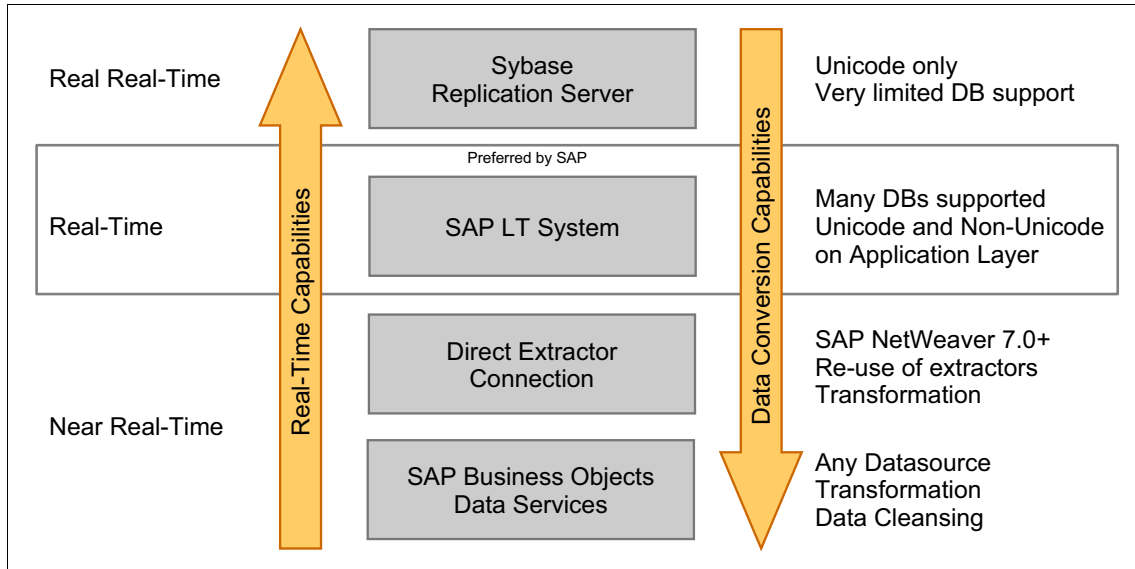 Real Real-Time
Sybase
Replication Server
Unicode only
Very limited DB support
Preferred by SAP
Real-Time
SAP LT System
Many DBs supported
Unicode and Non-Unicode
on Application Layer
Real-Time Capabilities
Data Conversion Capabilities
Near Real-Time
Direct Extractor
Connection
SAP NetWeaver 7.0+
Re-use of extractors
Transformation
SAP Business Objects
Data Services
Any Datasource
Transformation
Data Cleansing